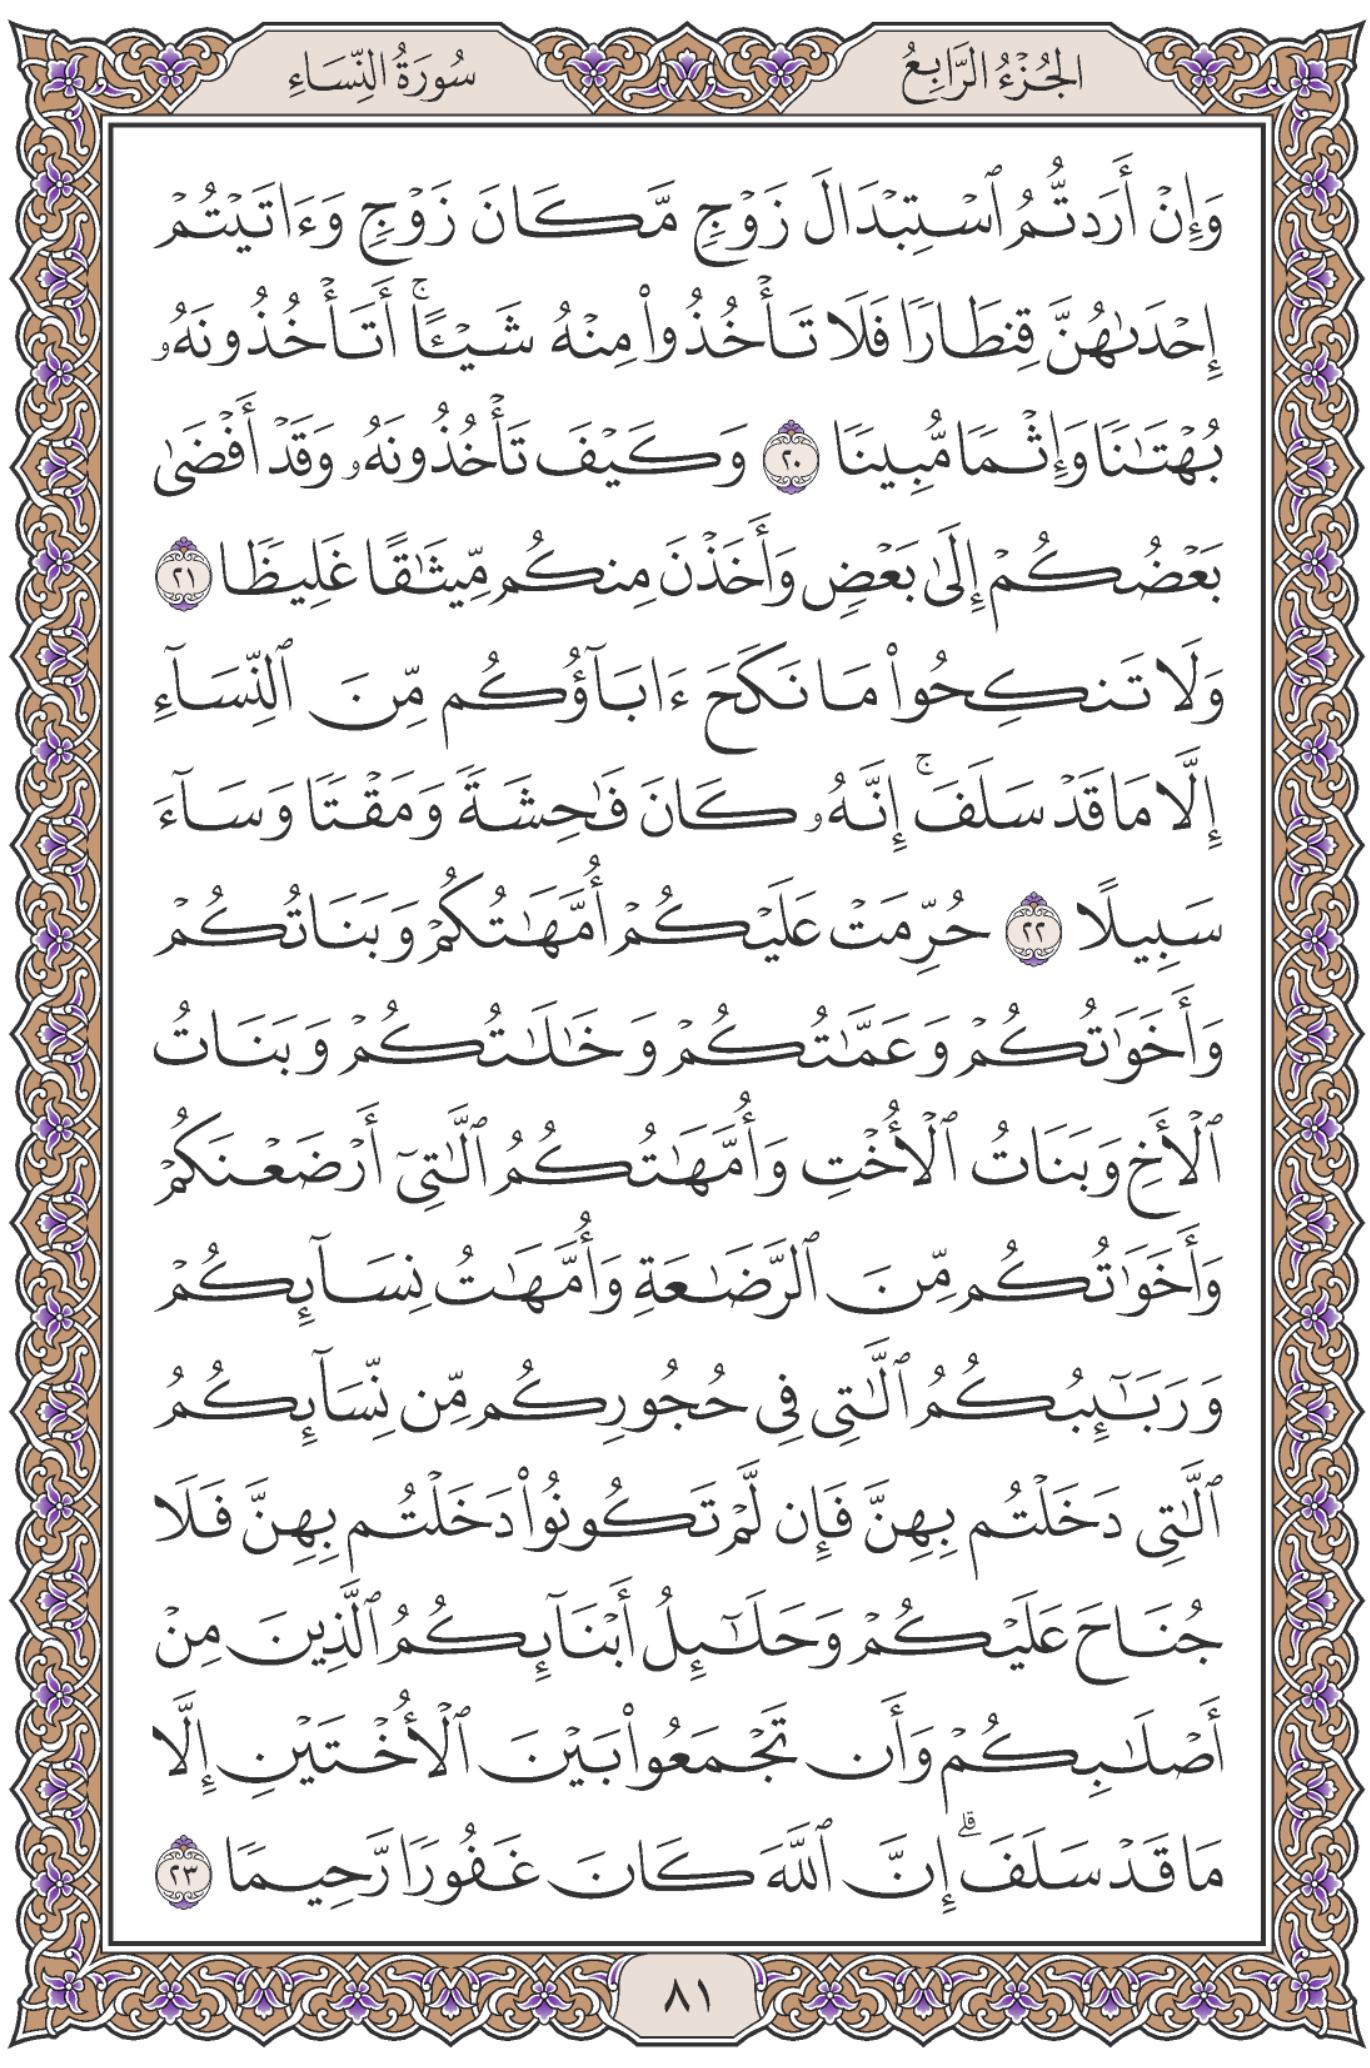 الجُزْءُ الرَّابِعُ
سُورَةُ النِّسَاءِ
وَإِنْ أَرَدتُّمُ ٱسْتِبْدَالَ زَوْجٍ مَّكَانَ زَوْجٍ وَءَاتَيْتُمْ
إِحْدَىٰهُنَّ قِنطَارًا فَلَا تَأْخُذُوا۟ مِنْهُ شَيْـًٔا ۚ أَتَأْخُذُونَهُۥ
بُهْتَـٰنًا وَإِثْمًا مُّبِينًا ٢٠ وَكَيْفَ تَأْخُذُونَهُۥ وَقَدْ أَفْضَىٰ
بَعْضُكُمْ إِلَىٰ بَعْضٍ وَأَخَذْنَ مِنكُم مِّيثَـٰقًا غَلِيظًا ٢١
وَلَا تَنكِحُوا۟ مَا نَكَحَ ءَابَآؤُكُم مِّنَ ٱلنِّسَآءِ
إِلَّا مَا قَدْ سَلَفَ ۚ إِنَّهُۥ كَانَ فَـٰحِشَةً وَمَقْتًا وَسَآءَ
سَبِيلًا ٢٢ حُرِّمَتْ عَلَيْكُمْ أُمَّهَـٰتُكُمْ وَبَنَاتُكُمْ
وَأَخَوَٰتُكُمْ وَعَمَّـٰتُكُمْ وَخَـٰلَـٰتُكُمْ وَبَنَاتُ
ٱلْأَخِ وَبَنَاتُ ٱلْأُخْتِ وَأُمَّهَـٰتُكُمُ ٱلَّـٰتِىٓ أَرْضَعْنَكُمْ
وَأَخَوَٰتُكُم مِّنَ ٱلرَّضَـٰعَةِ وَأُمَّهَـٰتُ نِسَآئِكُمْ
وَرَبَـٰٓئِبُكُمُ ٱلَّـٰتِى فِى حُجُورِكُم مِّن نِّسَآئِكُمُ
ٱلَّـٰتِى دَخَلْتُم بِهِنَّ فَإِن لَّمْ تَكُونُوا۟ دَخَلْتُم بِهِنَّ فَلَا
جُنَاحَ عَلَيْكُمْ وَحَلَـٰٓئِلُ أَبْنَآئِكُمُ ٱلَّذِينَ مِنْ
أَصْلَـٰبِكُمْ وَأَن تَجْمَعُوا۟ بَيْنَ ٱلْأُخْتَيْنِ إِلَّا
مَا قَدْ سَلَفَ ۗ إِنَّ ٱللَّهَ كَانَ غَفُورًا رَّحِيمًا ٢٣
٨١